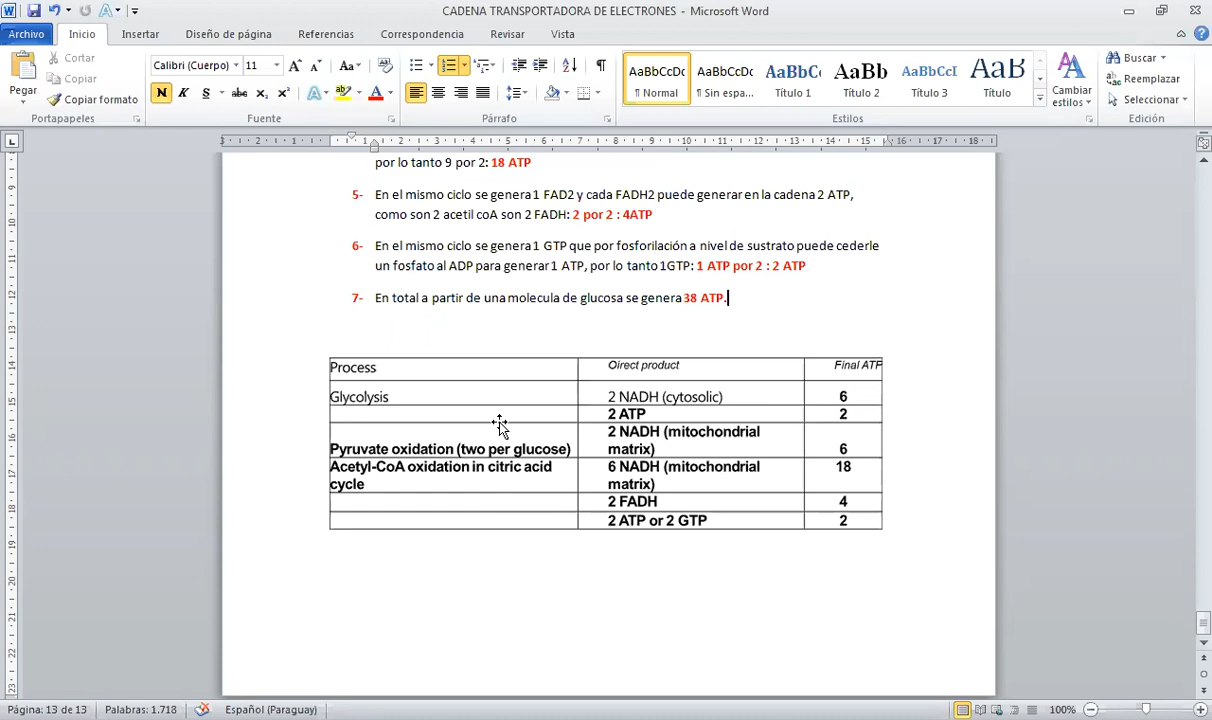 CADENA TRANSPORTADORA DE ELECTRONES - Microsoft Word
Archivo Inicio Insertar Diseño de página Referencias Correspondencia Revisar Vista
Pegar
Cortar
Copiar
Copiar formato
Portapapeles
Calibri (Cuerpo) 11
Fuente
Párrafo
AaBbCcDc AaBbCcDc AaBbCc AaBb AaBbCcI AaB
¶ Normal ¶ Sin espa... Título 1 Título 2 Título 3 Título
Cambiar estilos
Estilos
Buscar
Reemplazar
Seleccionar
Edición
por lo tanto 9 por 2: 18 ATP
5- En el mismo ciclo se genera 1 FAD2 y cada FADH2 puede generar en la cadena 2 ATP,
como son 2 acetil coA son 2 FADH: 2 por 2 : 4ATP
6- En el mismo ciclo se genera 1 GTP que por fosforilación a nivel de sustrato puede cederle
un fosfato al ADP para generar 1 ATP, por lo tanto 1GTP: 1 ATP por 2 : 2 ATP
7- En total a partir de una molecula de glucosa se genera 38 ATP.
Process Oirect product Final ATP
Glycolysis 2 NADH (cytosolic) 6
2 ATP 2
Pyruvate oxidation (two per glucose) 2 NADH (mitochondrial
matrix) 6
Acetyl-CoA oxidation in citric acid 6 NADH (mitochondrial 18
cycle matrix)
2 FADH 4
2 ATP or 2 GTP 2
Página: 13 de 13 Palabras: 1.718 Español (Paraguay) 100%